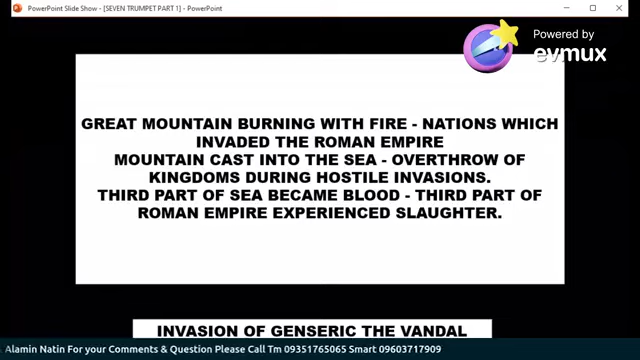 PowerPoint Slide Show - [SEVEN TRUMPET PART 1] - PowerPoint
Powered by
evmux
GREAT MOUNTAIN BURNING WITH FIRE - NATIONS WHICH
INVADED THE ROMAN EMPIRE
MOUNTAIN CAST INTO THE SEA - OVERTHROW OF
KINGDOMS DURING HOSTILE INVASIONS.
THIRD PART OF SEA BECAME BLOOD - THIRD PART OF
ROMAN EMPIRE EXPERIENCED SLAUGHTER.
INVASION OF GENSERIC THE VANDAL
Alamin Natin For your Comments & Question Please Call Tm 09351765065 Smart 09603717909